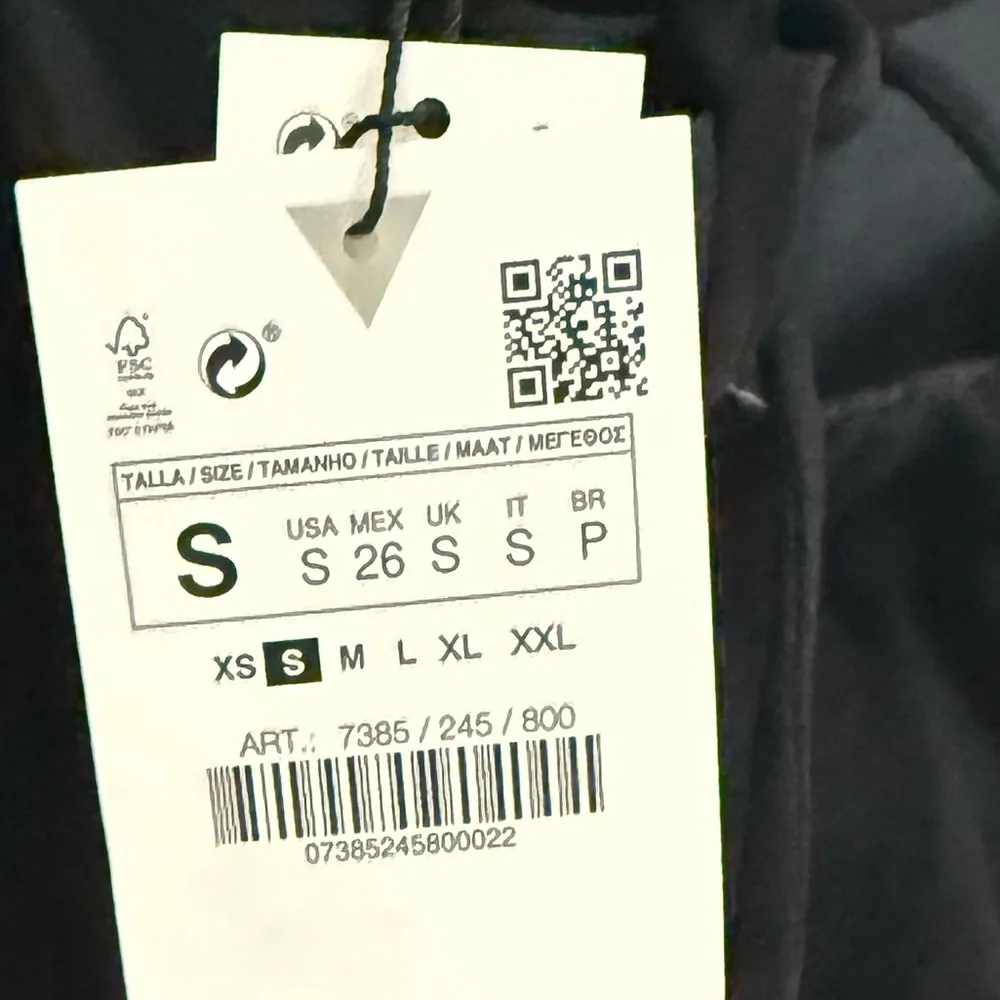 FSC
TALLA / SIZE / TAMANHO / TAILLE / MAAT / ΜΕΓΕΘΟΣ
S
USA MEX UK IT BR
S 26 S S P
XS S M L XL XXL
ART.: 7385 / 245 / 800
07385245800022